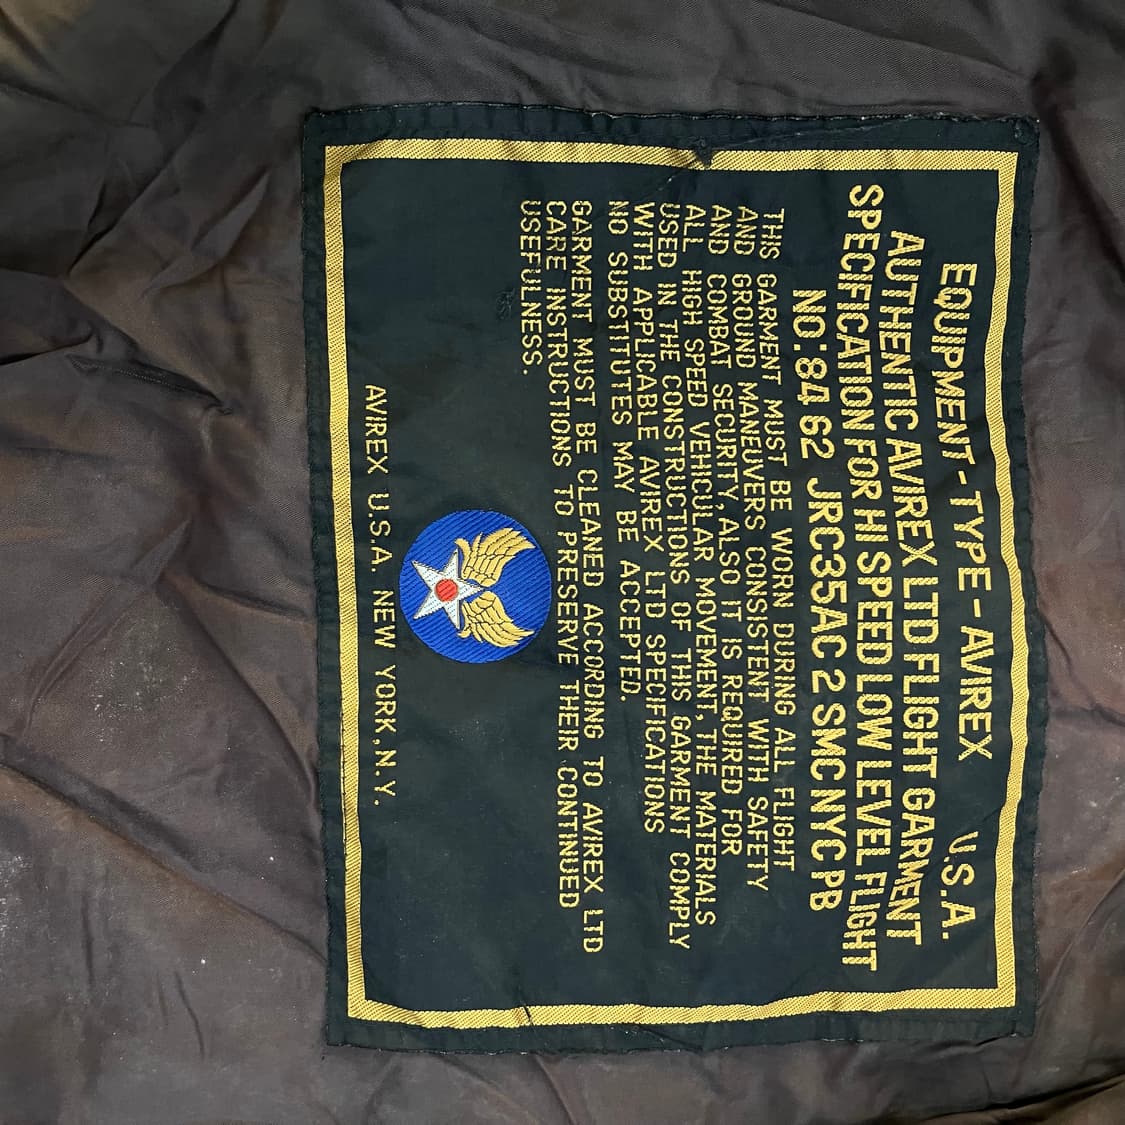 EQUIPMENT-TYPE-AVIREX U.S.A.
AUTHENTIC AVIREX LTD FLIGHT GARMENT
SPECIFICATION FOR HI SPEED LOW LEVEL FLIGHT
NO: 84 62 JRC35AC 2 SMC NYC PB
THIS GARMENT MUST BE WORN DURING ALL FLIGHT
AND GROUND MANEUVERS CONSISTENT WITH SAFETY
AND COMBAT SECURITY, ALSO IT IS REQUIRED FOR
ALL HIGH SPEED VEHICULAR MOVEMENT, THE MATERIALS
USED IN THE CONSTRUCTIONS OF THIS GARMENT COMPLY
WITH APPLICABLE AVIREX LTD SPECIFICATIONS
NO SUBSTITUTES MAY BE ACCEPTED.
GARMENT MUST BE CLEANED ACCORDING TO AVIREX LTD
CARE INSTRUCTIONS TO PRESERVE THEIR CONTINUED
USEFULNESS.
AVIREX U.S.A. NEW YORK, N.Y.